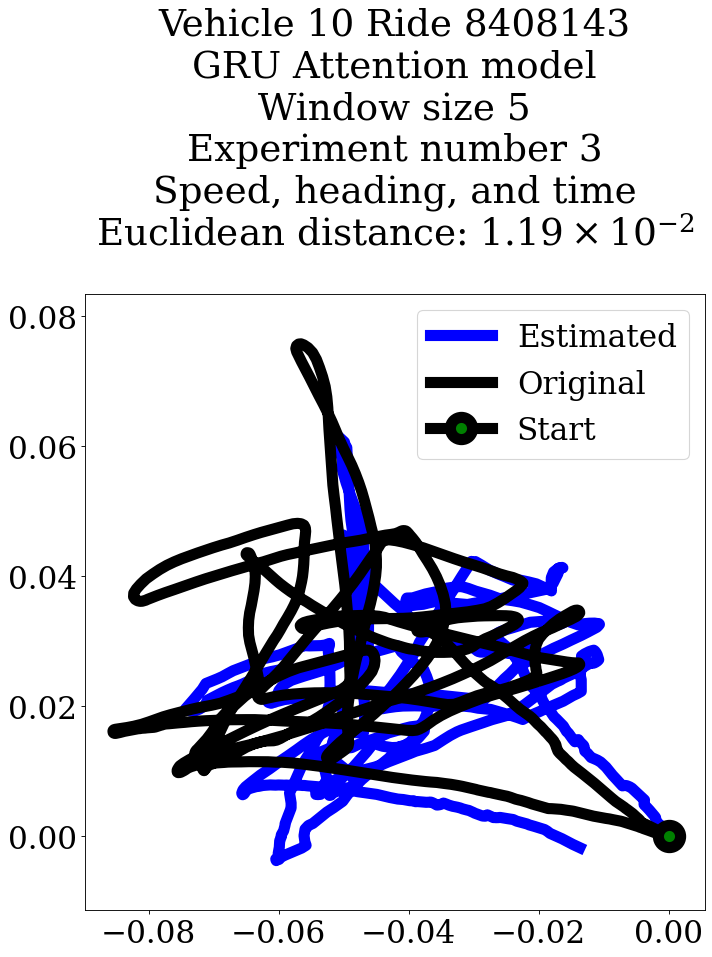 Vehicle 10 Ride 8408143
GRU Attention model
Window size 5
Experiment number 3
Speed, heading, and time
Euclidean distance: 1.19 × 10⁻²
Estimated
Original
Start
0.08
0.06
0.04
0.02
0.00
−0.08 −0.06 −0.04 −0.02 0.00